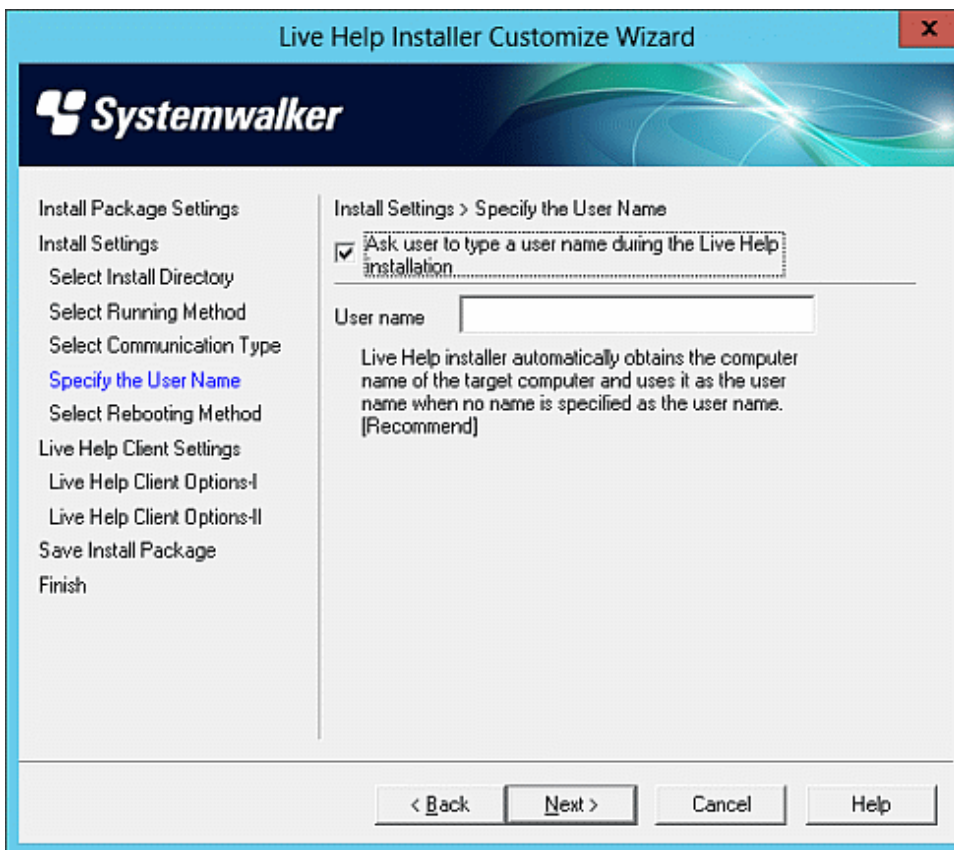 Live Help Installer Customize Wizard
x
Systemwalker
Install Package Settings
Install Settings
Select Install Directory
Select Running Method
Select Communication Type
Specify the User Name
Select Rebooting Method
Live Help Client Settings
Live Help Client Options-I
Live Help Client Options-II
Save Install Package
Finish
Install Settings > Specify the User Name
Ask user to type a user name during the Live Help
installation
User name
Live Help installer automatically obtains the computer
name of the target computer and uses it as the user
name when no name is specified as the user name.
[Recommend]
< Back
Next >
Cancel
Help